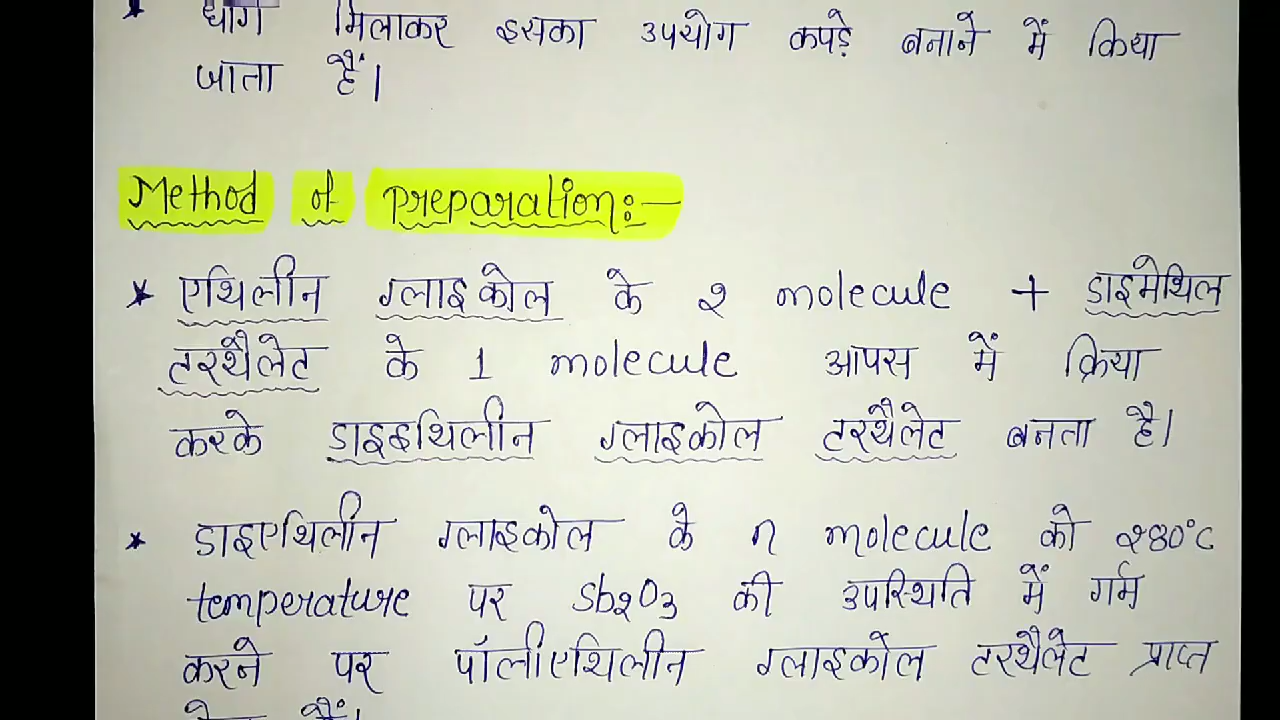 * धागे मिलाकर इसका उपयोग कपड़े बनाने में किया
जाता हैं।
Method of preparation:-
* एथिलीन ग्लाइकोल के 2 molecule + डाइमेथिल
टरथैलेट के 1 molecule आपस में क्रिया
करके डाइइथिलीन ग्लाइकोल टरथैलेट बनता है।
* डाइएथिलीन ग्लाइकोल के n molecule को 280°C
temperature पर Sb2O3 की उपस्थिति में गर्म
करने पर पॉलीएथिलीन ग्लाइकोल टरथैलेट प्राप्त